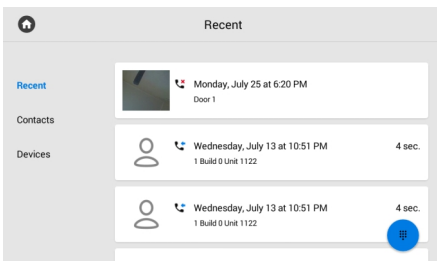 Recent
Recent
Contacts
Devices
Monday, July 25 at 6:20 PM
Door 1
Wednesday, July 13 at 10:51 PM 4 sec.
1 Build 0 Unit 1122
Wednesday, July 13 at 10:51 PM 4 sec.
1 Build 0 Unit 1122